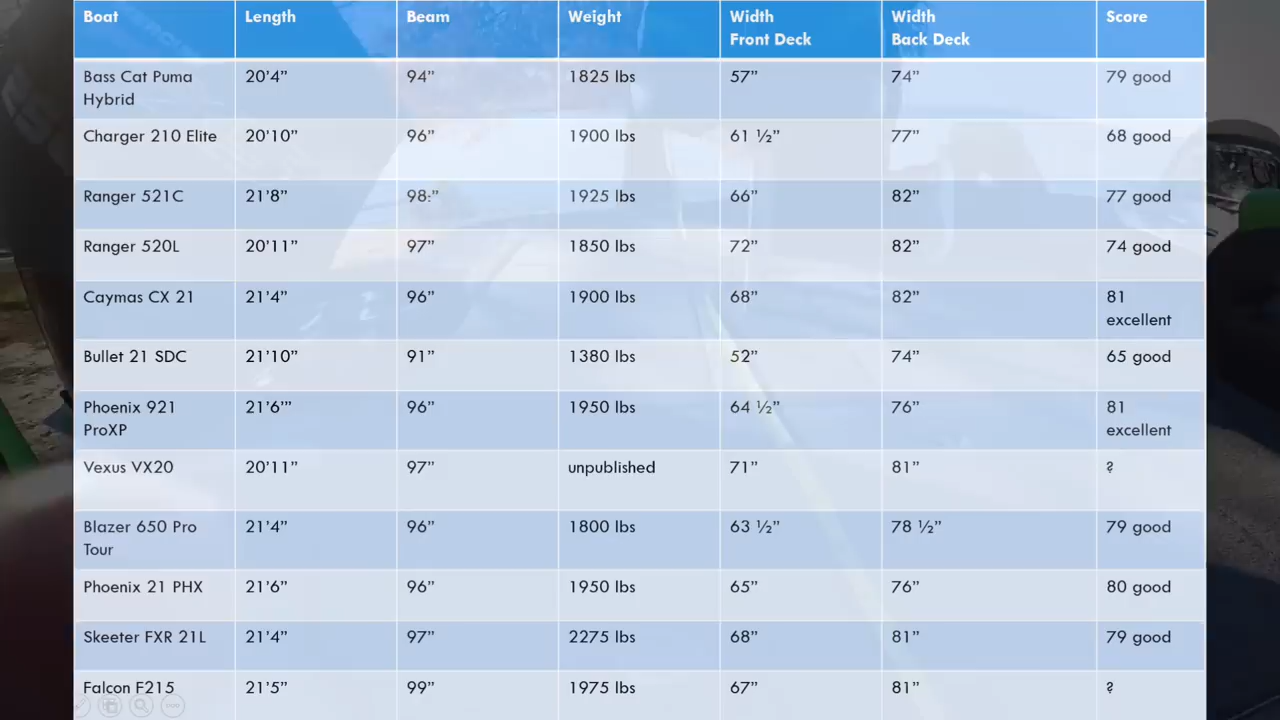 Boat Length Beam Weight Width Width Score
Front Deck Back Deck
Bass Cat Puma 20'4” 94” 1825 lbs 57” 74” 79 good
Hybrid
Charger 210 Elite 20'10” 96” 1900 lbs 61 ½” 77” 68 good
Ranger 521C 21'8” 98:” 1925 lbs 66” 82” 77 good
Ranger 520L 20'11” 97” 1850 lbs 72” 82” 74 good
Caymas CX 21 21'4” 96” 1900 lbs 68” 82” 81
excellent
Bullet 21 SDC 21'10” 91” 1380 lbs 52” 74” 65 good
Phoenix 921 21'6'” 96” 1950 lbs 64 ½” 76” 81
ProXP excellent
Vexus VX20 20'11” 97” unpublished 71” 81” ?
Blazer 650 Pro 21'4” 96” 1800 lbs 63 ½” 78 ½” 79 good
Tour
Phoenix 21 PHX 21'6” 96” 1950 lbs 65” 76” 80 good
Skeeter FXR 21L 21'4” 97” 2275 lbs 68” 81” 79 good
Falcon F215 21'5” 99” 1975 lbs 67” 81” ?